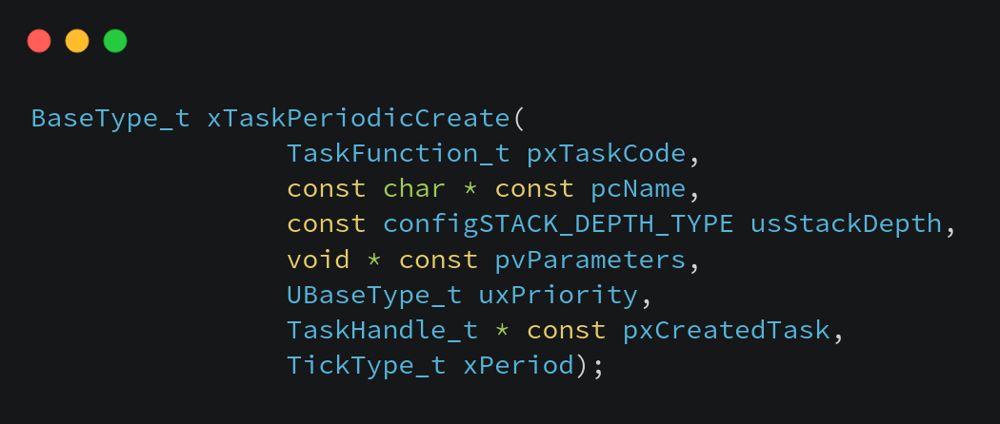 BaseType_t xTaskPeriodicCreate(
TaskFunction_t pxTaskCode,
const char * const pcName,
const configSTACK_DEPTH_TYPE usStackDepth,
void * const pvParameters,
UBaseType_t uxPriority,
TaskHandle_t * const pxCreatedTask,
TickType_t xPeriod);